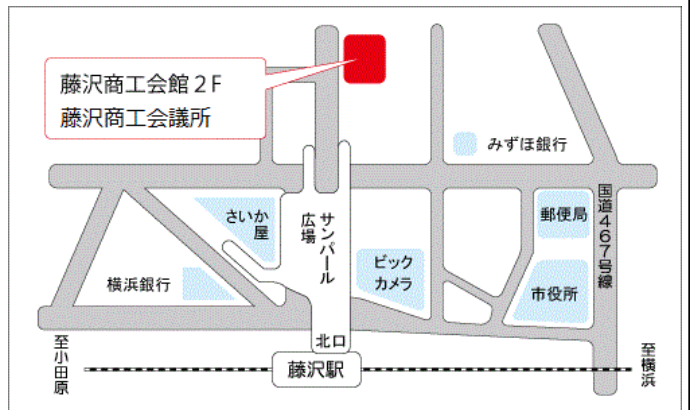 藤沢商工会館２F
藤沢商工会議所
みずほ銀行
さいか
屋
サンパール
広場
ビック
カメラ
郵便局
市役所
国道467号線
横浜銀行
北口
藤沢駅
至小田原
至横浜